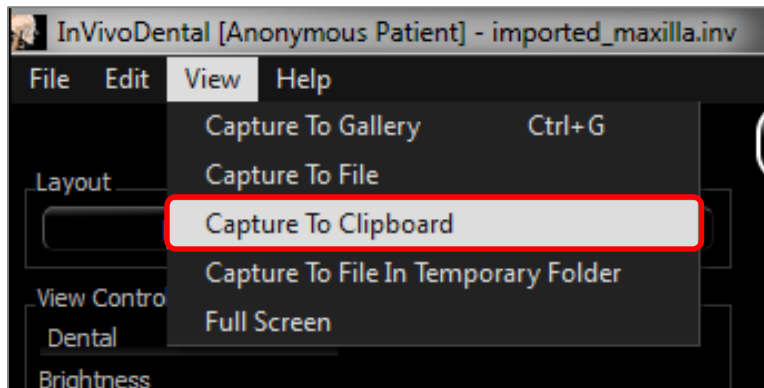 InVivoDental [Anonymous Patient] - imported_maxilla.inv
File Edit View Help
Capture To Gallery Ctrl+G
Layout
Capture To File
Capture To Clipboard
Capture To File In Temporary Folder
View Contro
Full Screen
Dental
Brightness